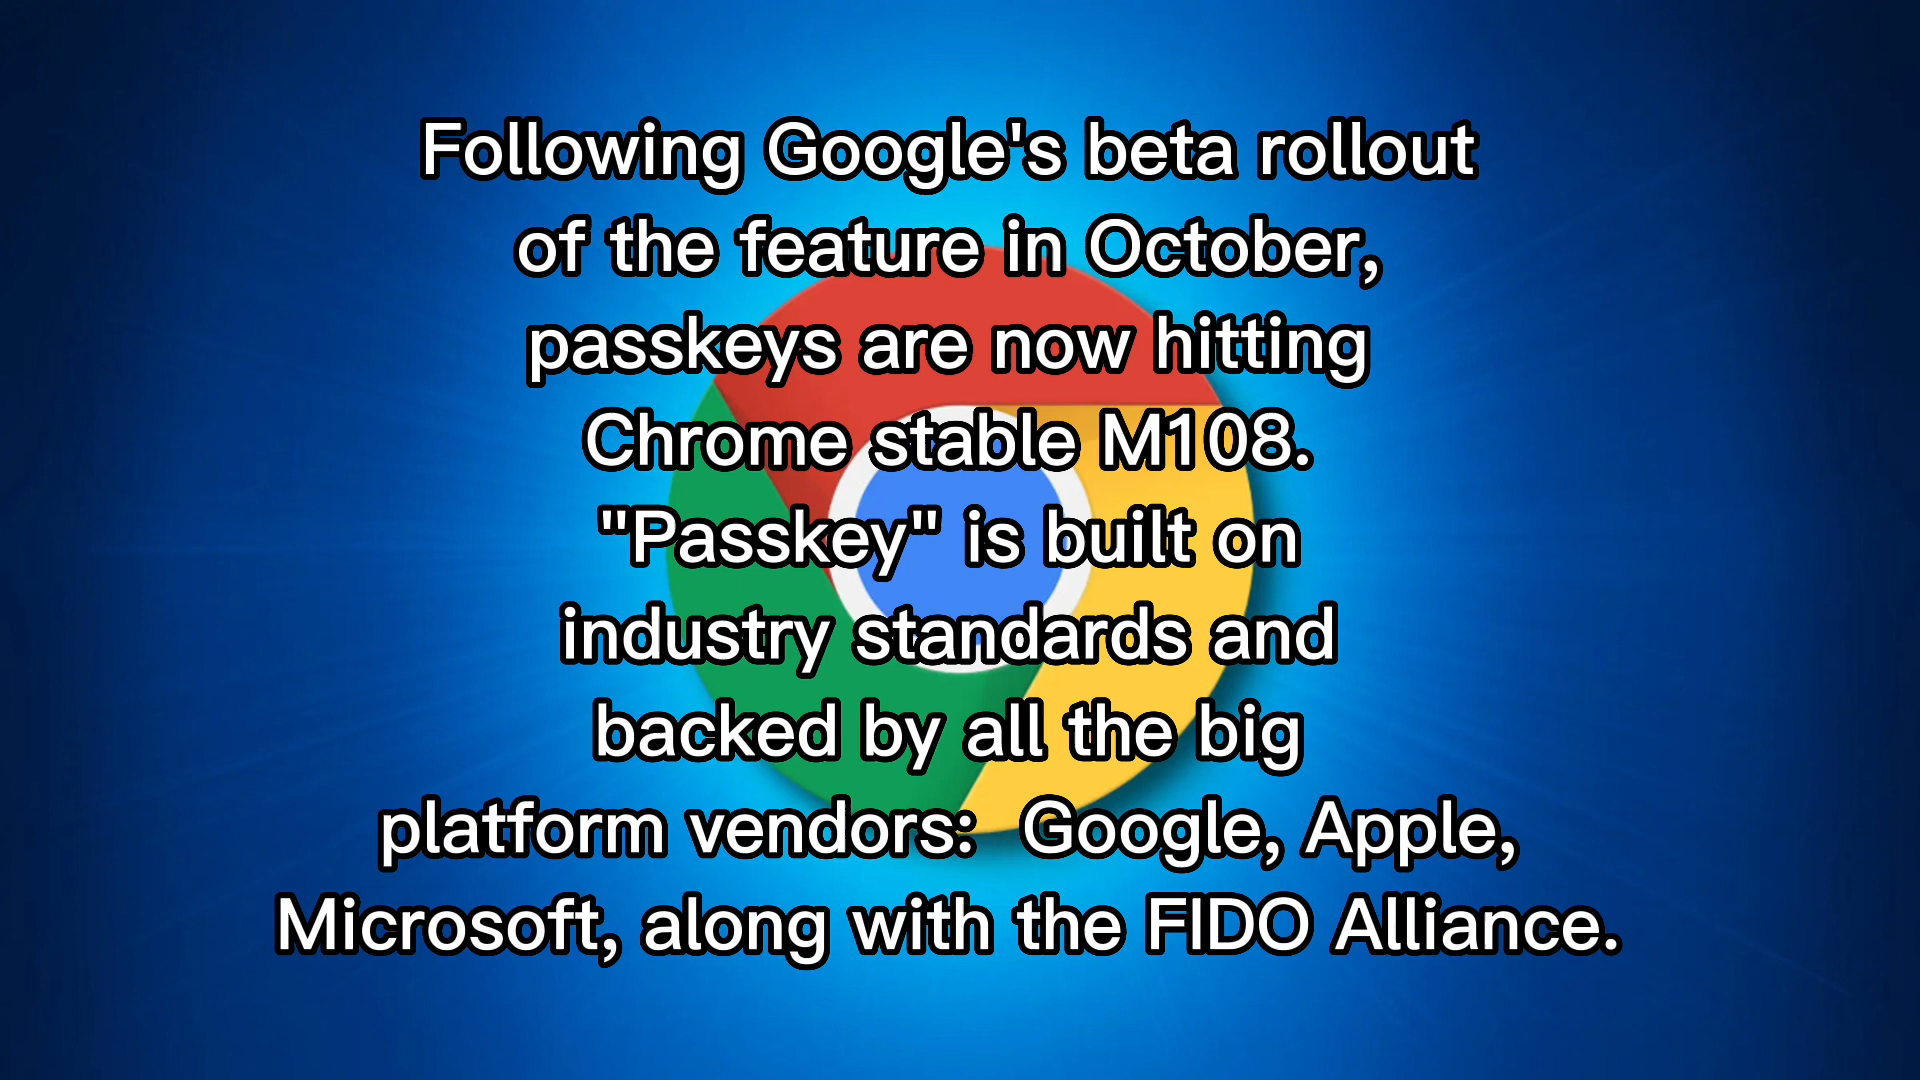 Following Google's beta rollout
of the feature in October,
passkeys are now hitting
Chrome stable M108.
"Passkey" is built on
industry standards and
backed by all the big
platform vendors:  Google, Apple,
Microsoft, along with the FIDO Alliance.